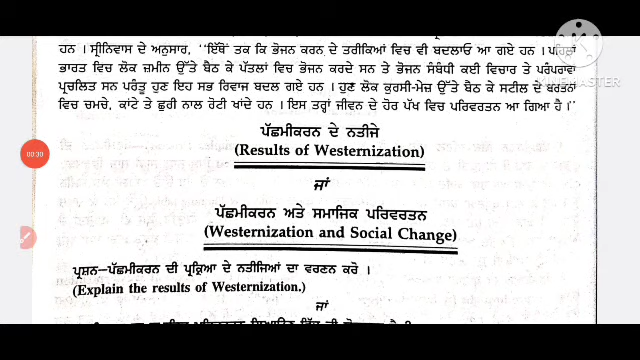 ਹਨ । ਸ੍ਰੀਨਿਵਾਸ ਦੇ ਅਨੁਸਾਰ, "ਇੱਥੋਂ ਤਕ ਕਿ ਭੋਜਨ ਕਰਨ ਦੇ ਤਰੀਕਿਆਂ ਵਿਚ ਵੀ ਬਦਲਾਓ ਆ ਗਏ ਹਨ । ਪਹਿਲਾਂ
ਭਾਰਤ ਵਿਚ ਲੋਕ ਜ਼ਮੀਨ ਉੱਤੇ ਬੈਠ ਕੇ ਪੱਤਲਾਂ ਵਿਚ ਭੋਜਨ ਕਰਦੇ ਸਨ ਤੇ ਭੋਜਨ ਸੰਬੰਧੀ ਕਈ ਵਿਚਾਰ ਤੇ ਪਰੰਪਰਾਵਾਂ
ਪ੍ਰਚਲਿਤ ਸਨ ਪਰੰਤੂ ਹੁਣ ਇਹ ਸਭ ਰਿਵਾਜ ਬਦਲ ਗਏ ਹਨ । ਹੁਣ ਲੋਕ ਕੁਰਸੀ-ਮੇਜ਼ ਉੱਤੇ ਬੈਠ ਕੇ ਸਟੀਲ ਦੇ ਬਰਤਨਾਂ
ਵਿਚ ਚਮਚੇ, ਕਾਂਟੇ ਤੇ ਛੁਰੀ ਨਾਲ ਰੋਟੀ ਖਾਂਦੇ ਹਨ । ਇਸ ਤਰ੍ਹਾਂ ਜੀਵਨ ਦੇ ਹੋਰ ਪੱਖ ਵਿਚ ਪਰਿਵਰਤਨ ਆ ਗਿਆ ਹੈ ।"
KINEMASTER
ਪੱਛਮੀਕਰਨ ਦੇ ਨਤੀਜੇ
(Results of Westernization)
00:30
ਜਾਂ
ਪੱਛਮੀਕਰਨ ਅਤੇ ਸਮਾਜਿਕ ਪਰਿਵਰਤਨ
(Westernization and Social Change)
ਪ੍ਰਸ਼ਨ-ਪੱਛਮੀਕਰਨ ਦੀ ਪ੍ਰਕ੍ਰਿਆ ਦੇ ਨਤੀਜਿਆਂ ਦਾ ਵਰਣਨ ਕਰੋ ।
(Explain the results of Westernization.)
ਜਾਂ